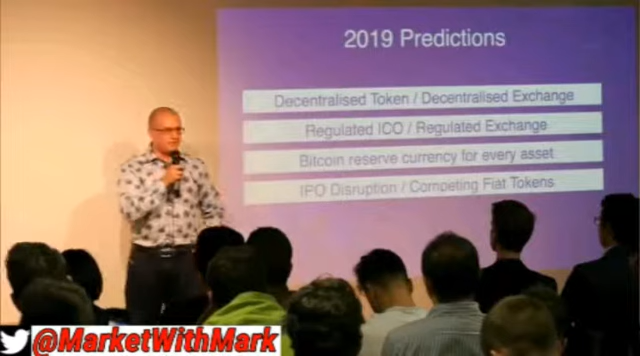 2019 Predictions
Decentralised Token / Decentralised Exchange
Regulated ICO / Regulated Exchange
Bitcoin reserve currency for every asset
IPO Disruption / Competing Fiat Tokens
@MarketWithMark